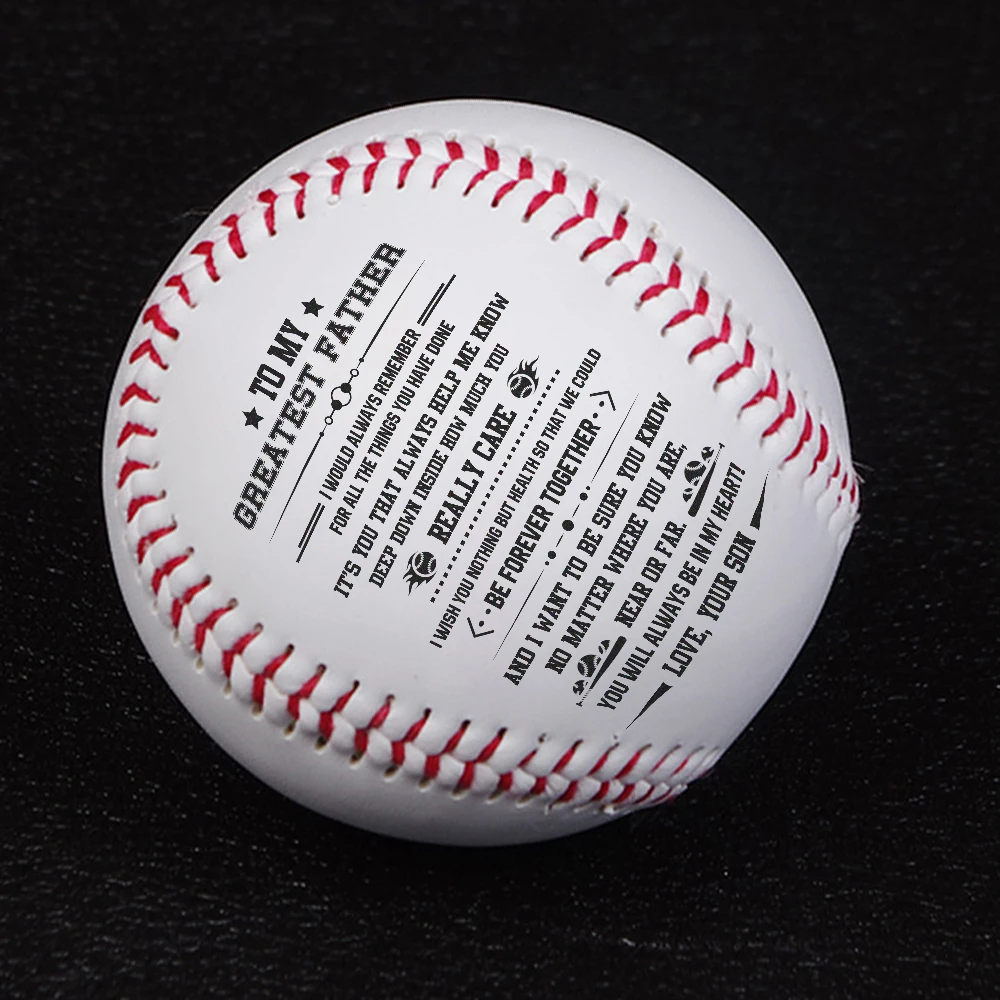 TO MY
GREATEST FATHER
I WOULD ALWAYS REMEMBER
FOR ALL THE THINGS YOU HAVE DONE
IT'S YOU THAT ALWAYS HELP ME KNOW
DEEP DOWN INSIDE HOW MUCH YOU
REALLY CARE
I WISH YOU NOTHING BUT HEALTH SO THAT WE COULD
BE FOREVER TOGETHER
AND I WANT TO BE SURE YOU KNOW
NO MATTER WHERE YOU ARE,
NEAR OR FAR.
YOU WILL ALWAYS BE IN MY HEART!
LOVE, YOUR SON